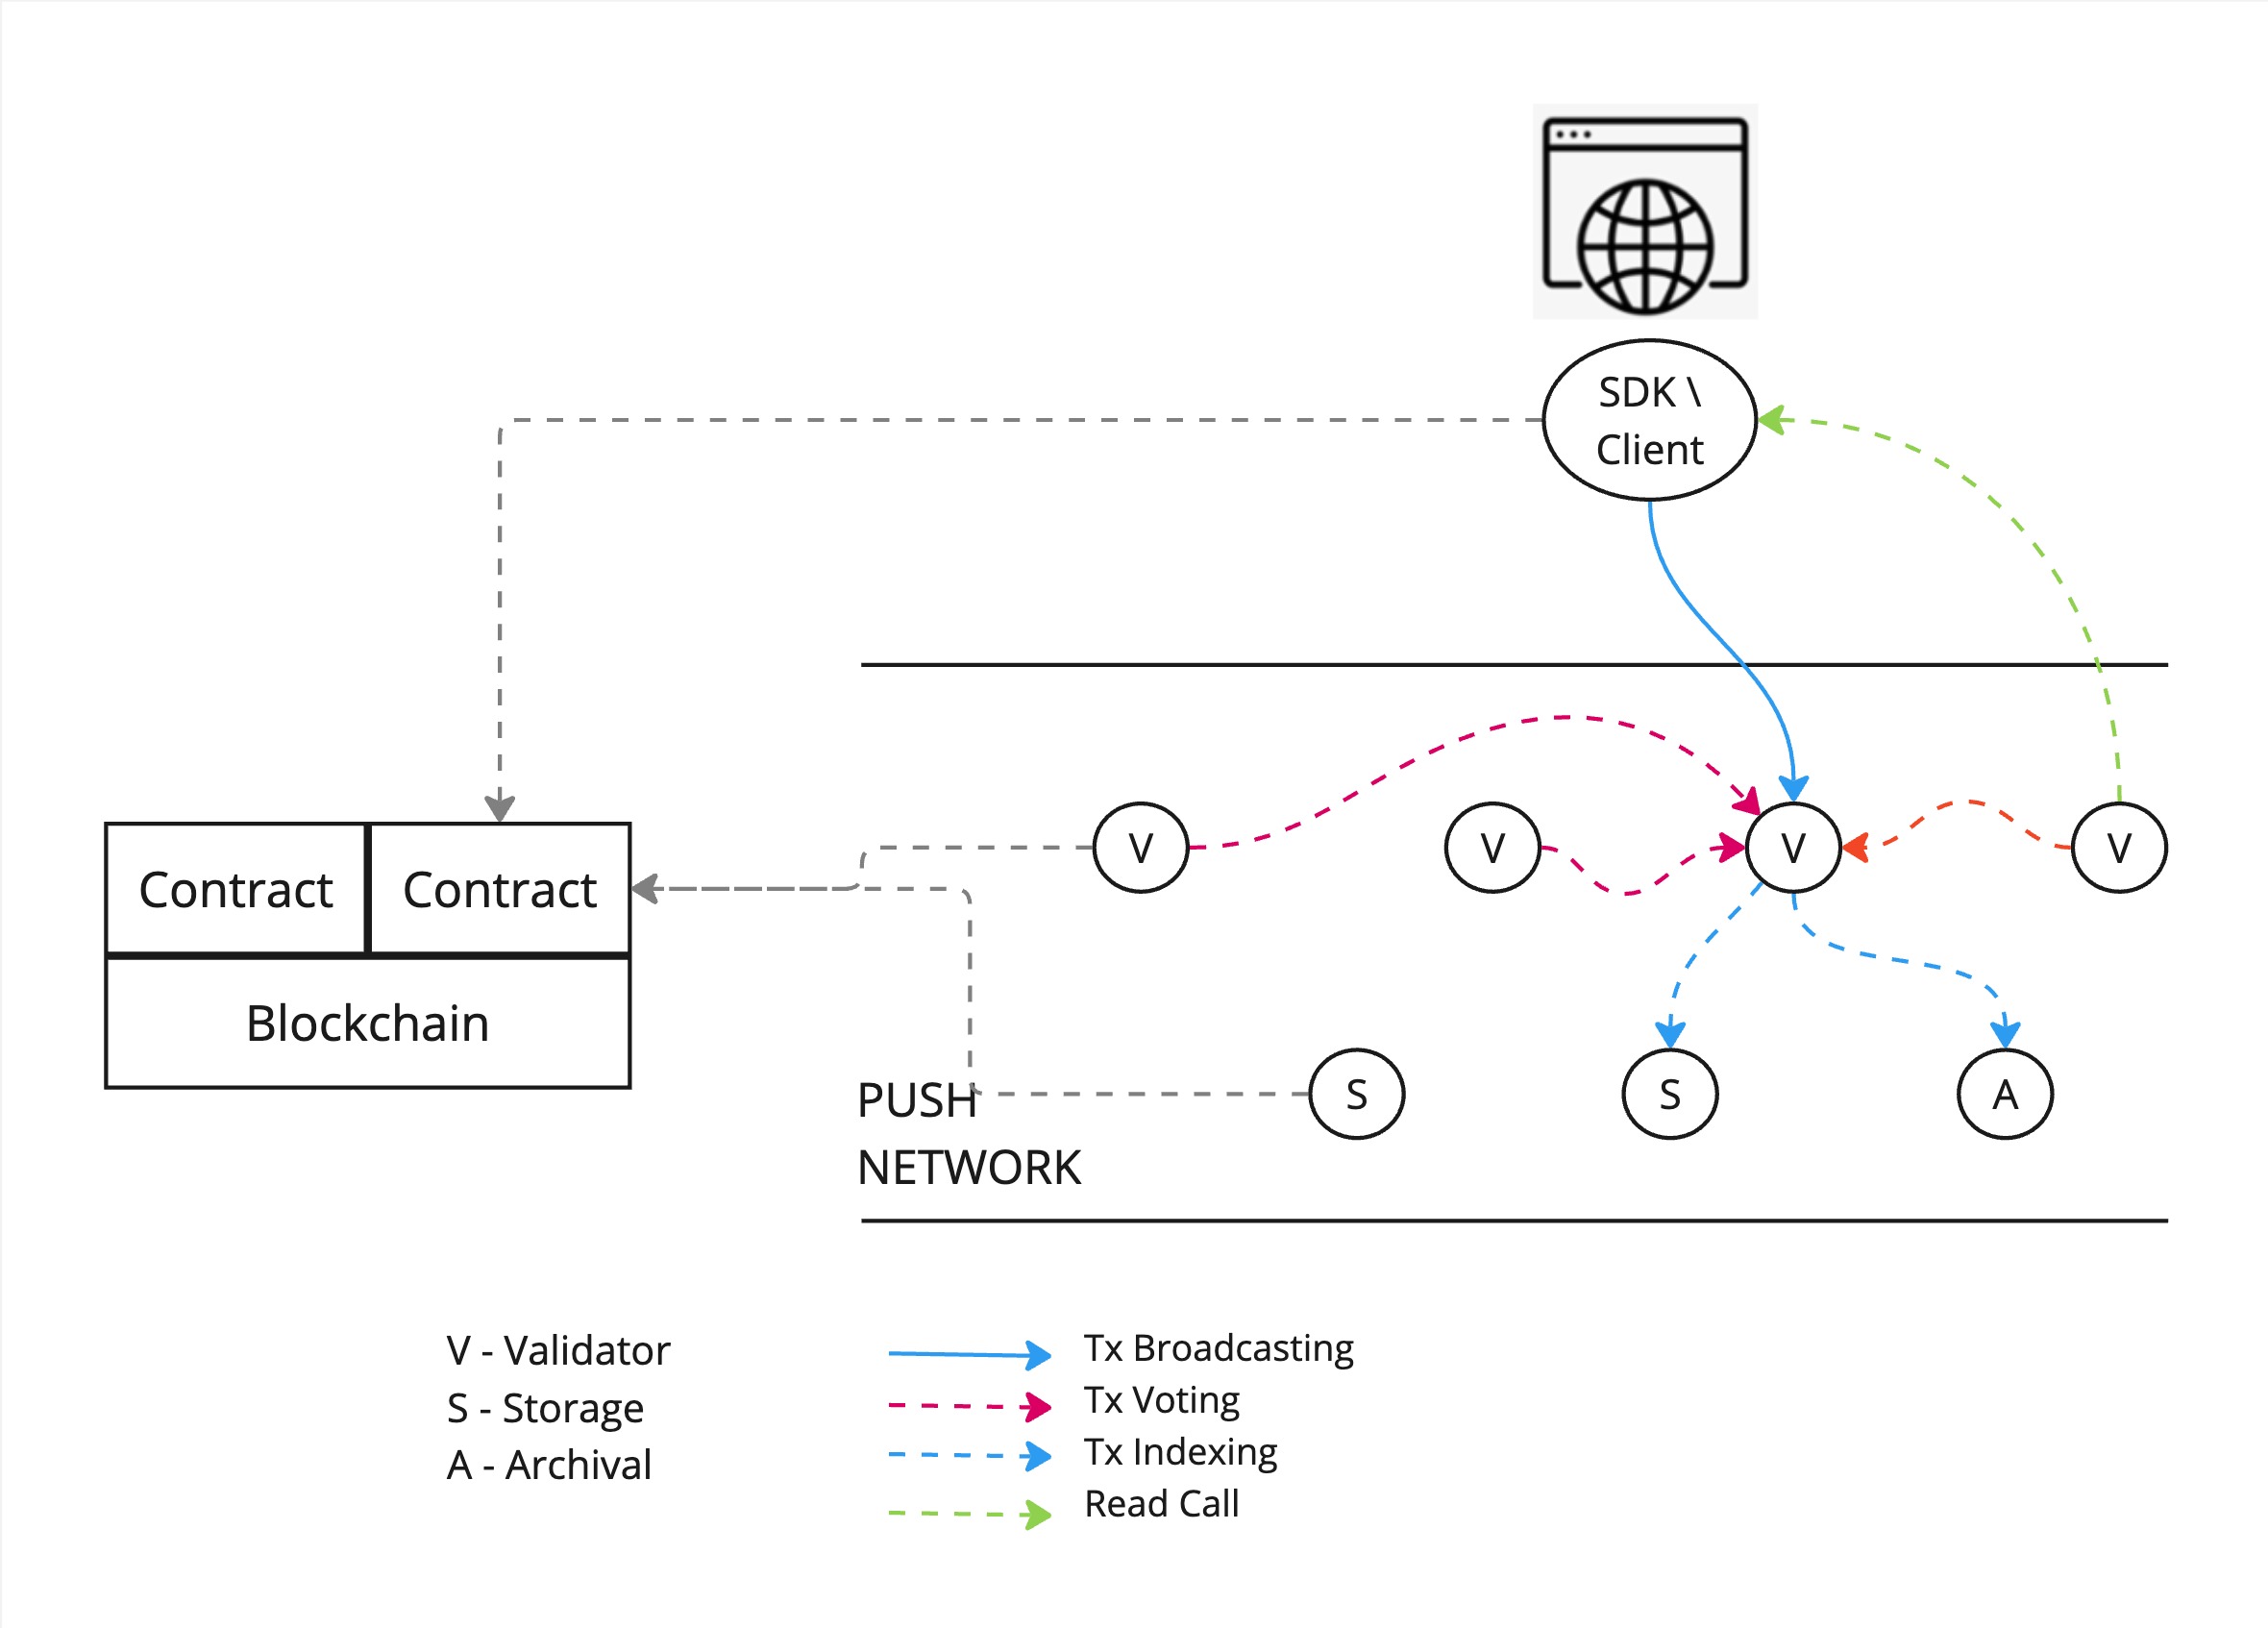 SDK \
Client
Contract
Contract
Blockchain
V
V
V
V
S
S
A
PUSH
NETWORK
V - Validator
S - Storage
A - Archival
Tx Broadcasting
Tx Voting
Tx Indexing
Read Call